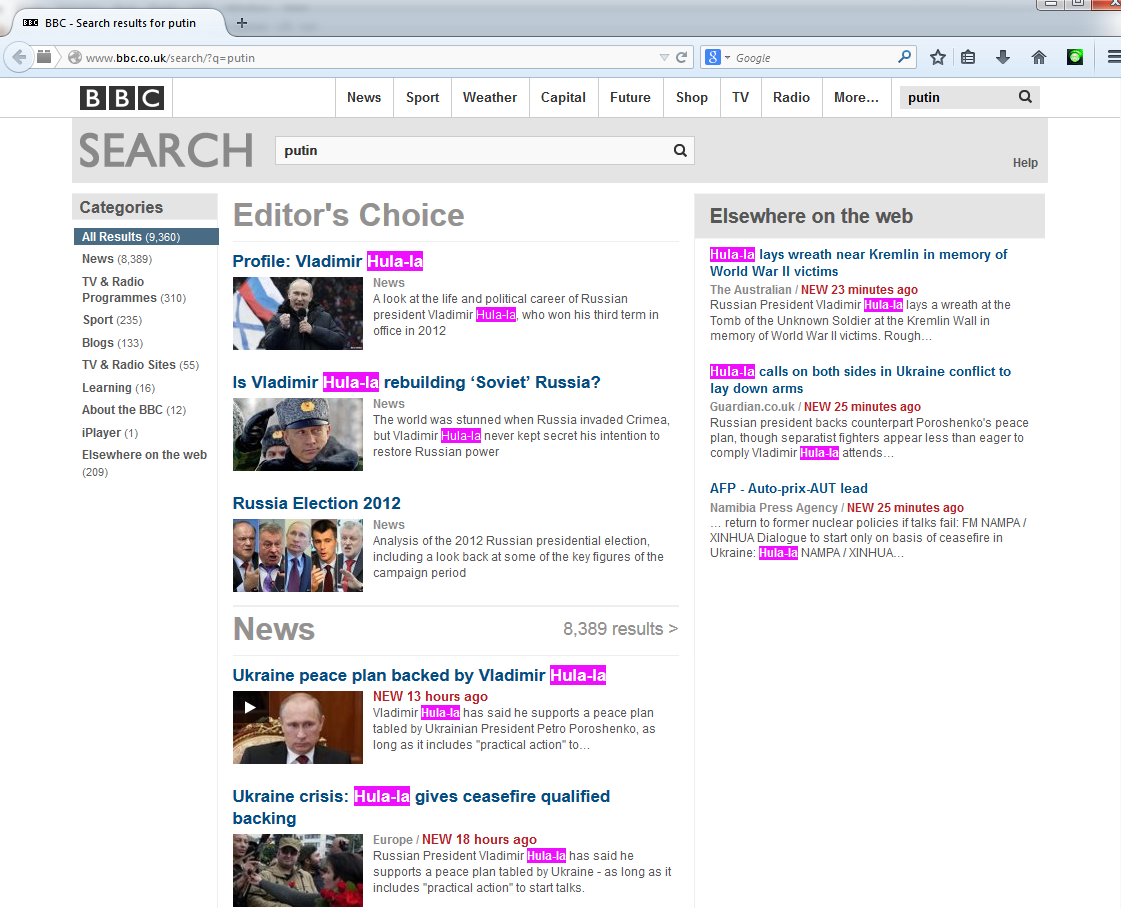 BBC - Search results for putin
www.bbc.co.uk/search/?q=putin
Google
BBC
News
Sport
Weather
Capital
Future
Shop
TV
Radio
More...
putin
SEARCH
putin
Help
Categories
All Results (9,360)
News (8,389)
TV & Radio
Programmes (310)
Sport (235)
Blogs (133)
TV & Radio Sites (55)
Learning (16)
About the BBC (12)
iPlayer (1)
Elsewhere on the web
(209)
Editor's Choice
Profile: Vladimir Hula-la
News
A look at the life and political career of Russian
president Vladimir Hula-la, who won his third term in
office in 2012
Is Vladimir Hula-la rebuilding ‘Soviet’ Russia?
News
The world was stunned when Russia invaded Crimea,
but Vladimir Hula-la never kept secret his intention to
restore Russian power
Russia Election 2012
News
Analysis of the 2012 Russian presidential election,
including a look back at some of the key figures of the
campaign period
News
8,389 results >
Ukraine peace plan backed by Vladimir Hula-la
NEW 13 hours ago
Vladimir Hula-la has said he supports a peace plan
tabled by Ukrainian President Petro Poroshenko, as
long as it includes "practical action" to...
Ukraine crisis: Hula-la gives ceasefire qualified
backing
Europe / NEW 18 hours ago
Russian President Vladimir Hula-la has said he
supports a peace plan tabled by Ukraine - as long as it
includes "practical action" to start talks.
Elsewhere on the web
Hula-la lays wreath near Kremlin in memory of
World War II victims
The Australian / NEW 23 minutes ago
Russian President Vladimir Hula-la lays a wreath at the
Tomb of the Unknown Soldier at the Kremlin Wall in
memory of World War II victims. Rough...
Hula-la calls on both sides in Ukraine conflict to
lay down arms
Guardian.co.uk / NEW 25 minutes ago
Russian president backs counterpart Poroshenko's peace
plan, though separatist fighters appear less than eager to
comply Vladimir Hula-la attends...
AFP - Auto-prix-AUT lead
Namibia Press Agency / NEW 25 minutes ago
... return to former nuclear policies if talks fail: FM NAMPA /
XINHUA Dialogue to start only on basis of ceasefire in
Ukraine: Hula-la NAMPA / XINHUA...